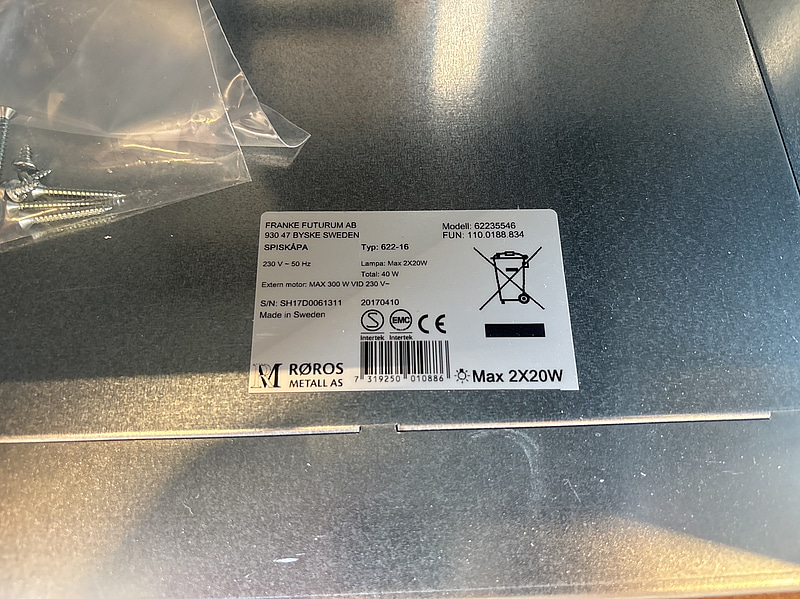 FRANKE FUTURUM AB
930 47 BYSKE SWEDEN
Modell: 62235546
FUN: 110.0188.834
SPISKÅPA Typ: 622-16
230 V ~ 50 Hz Lampa: Max 2X20W
Total: 40 W
Extern motor: MAX 300 W VID 230 V~
S/N: SH17D0061311 20170410
Made in Sweden
S EMC CE
Intertek Intertek
RM RØROS
METALL AS
7 319250 010886
Max 2X20W